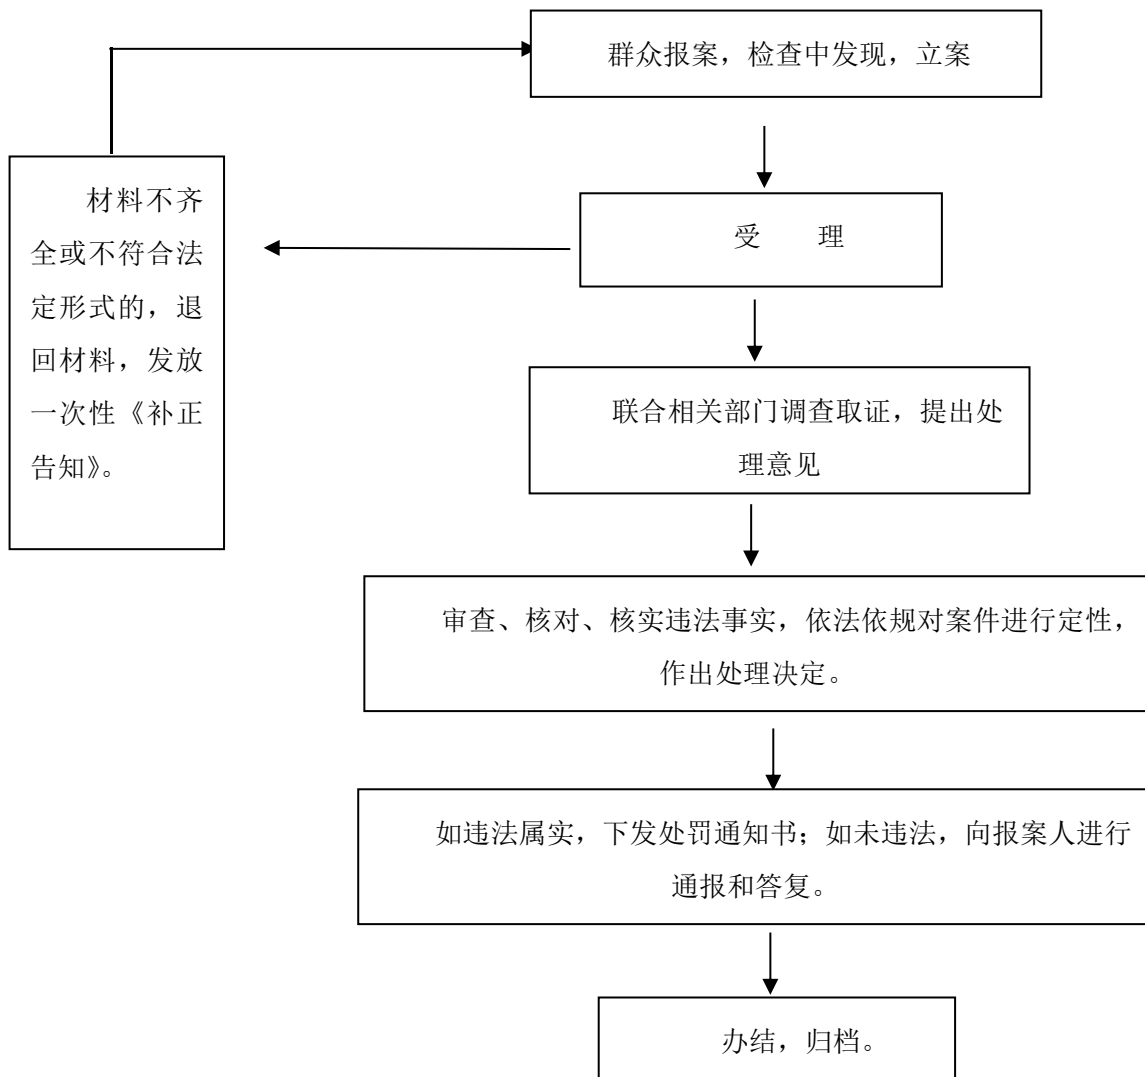 群众报案，检查中发现，立案
受　　理
材料不齐
全或不符合法
定形式的，退
回材料，发放
一次性《补正
告知》。
联合相关部门调查取证，提出处
理意见
审查、核对、核实违法事实，依法依规对案件进行定性，
作出处理决定。
如违法属实，下发处罚通知书；如未违法，向报案人进行
通报和答复。
办结，归档。